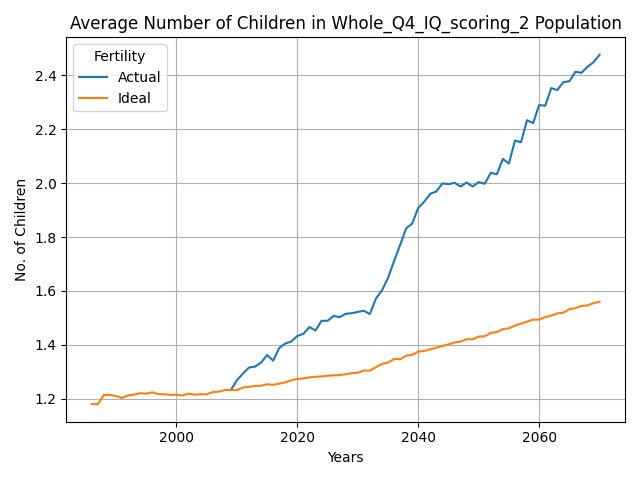 Average Number of Children in Whole_Q4_IQ_scoring_2 Population
Fertility
Actual
Ideal
No. of Children
2.4
2.2
2.0
1.8
1.6
1.4
1.2
2000
2020
2040
2060
Years